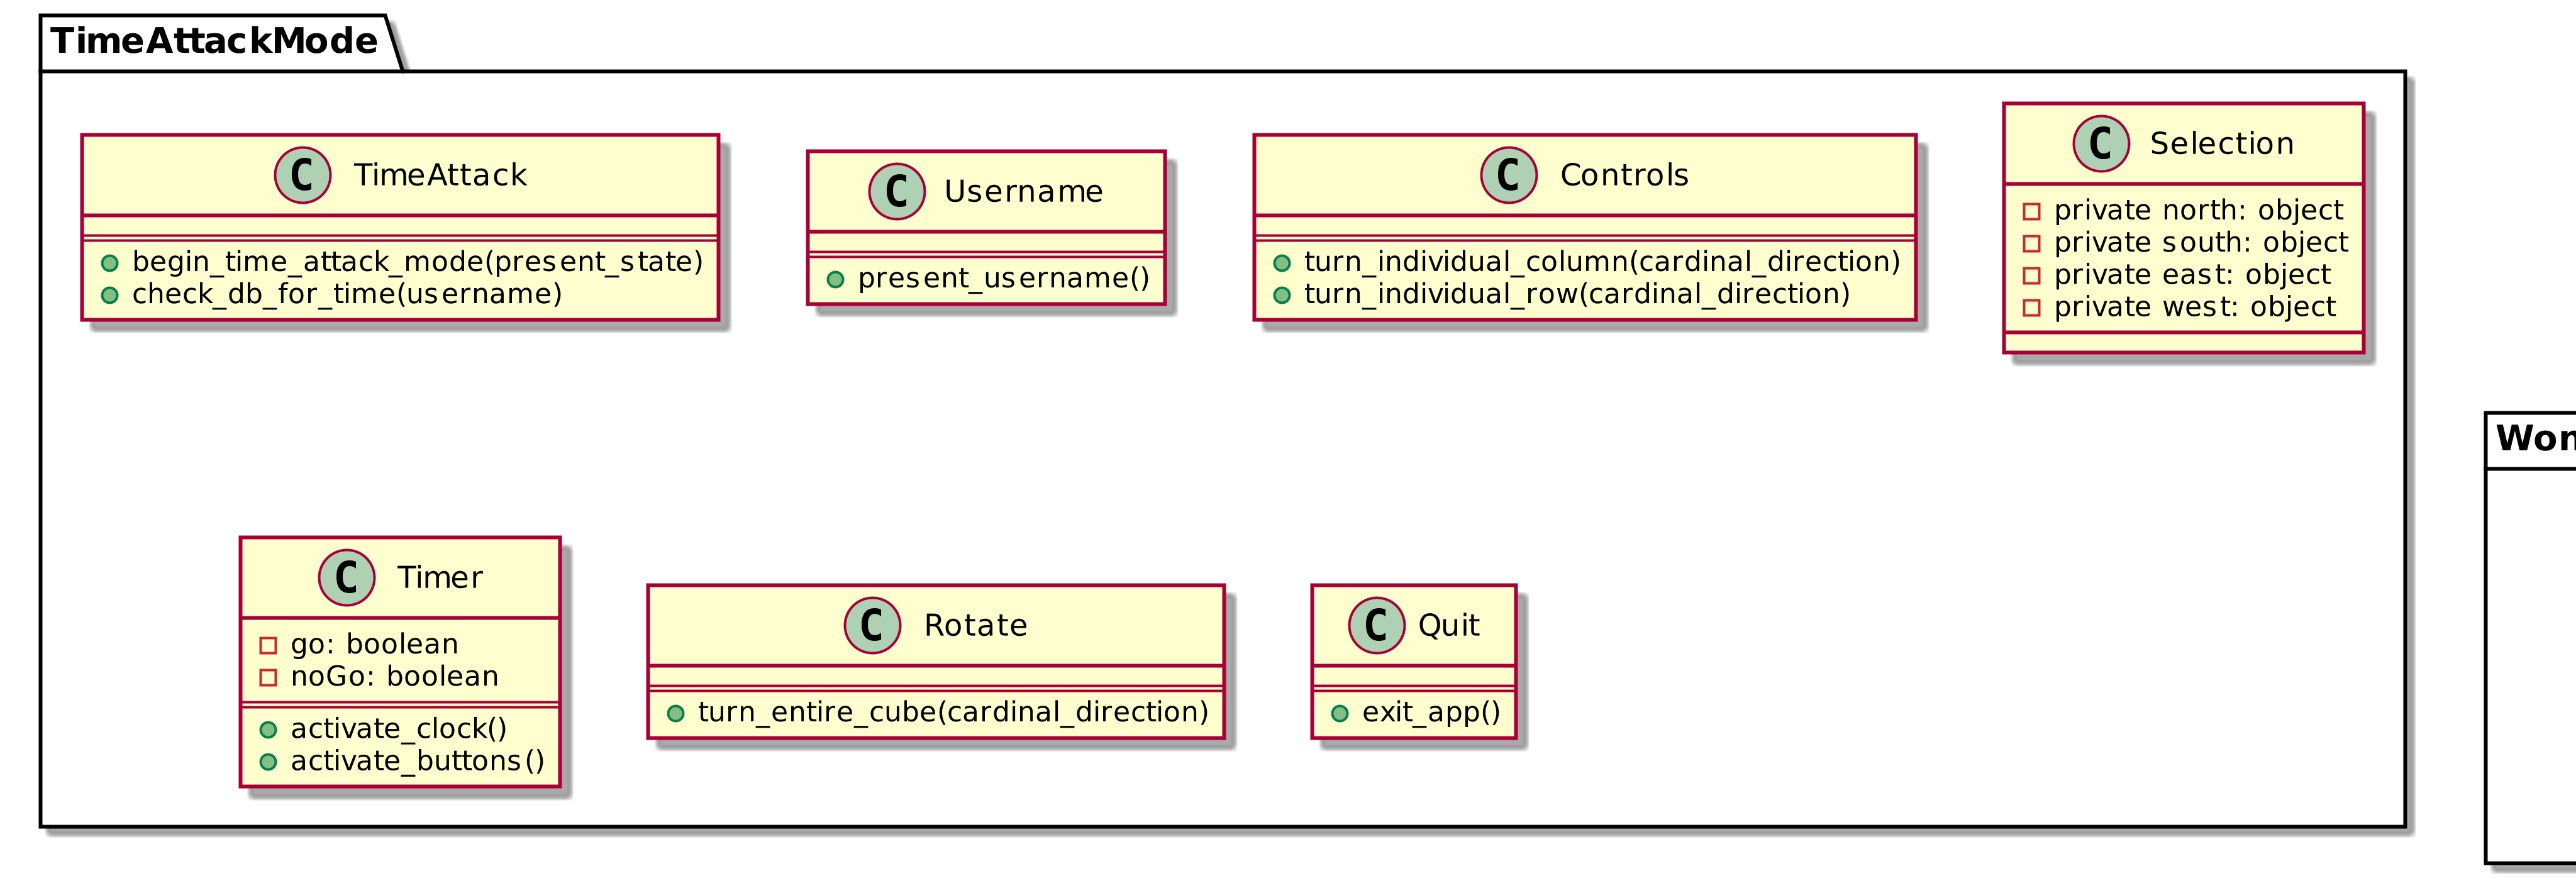 TimeAttackMode
C TimeAttack
begin_time_attack_mode(present_state)
check_db_for_time(username)
C Username
present_username()
C Controls
turn_individual_column(cardinal_direction)
turn_individual_row(cardinal_direction)
C Selection
private north: object
private south: object
private east: object
private west: object
Won
C Timer
go: boolean
noGo: boolean
activate_clock()
activate_buttons()
C Rotate
turn_entire_cube(cardinal_direction)
C Quit
exit_app()